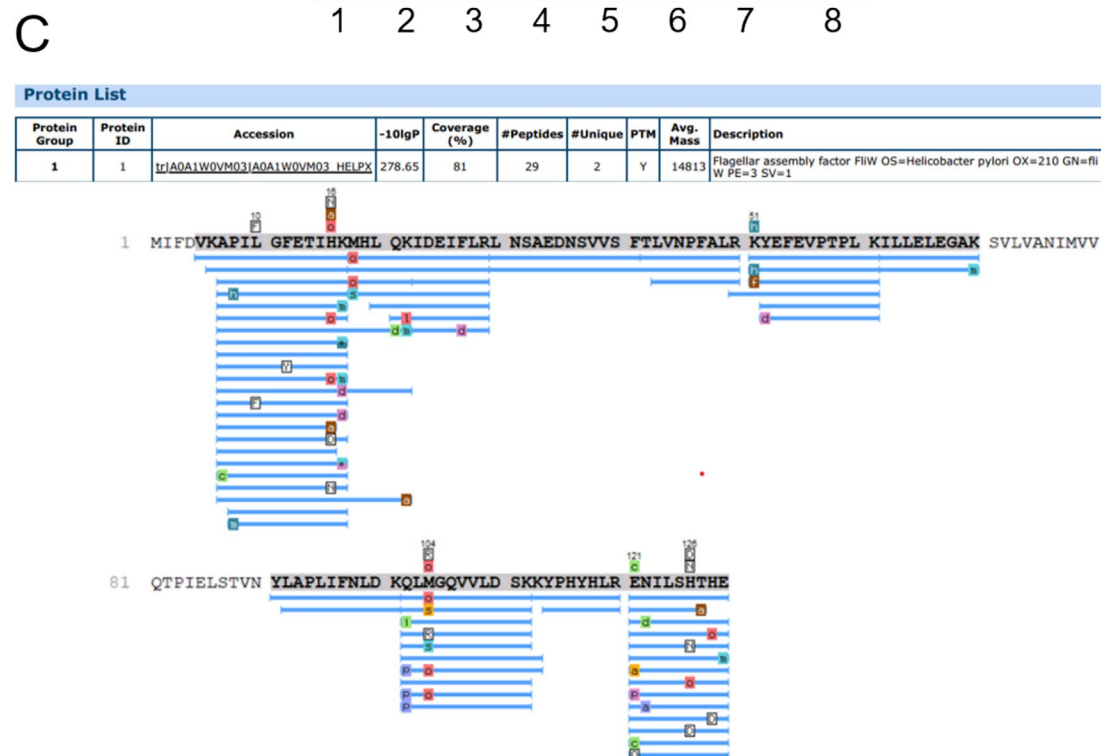 1 2 3 4 5 6 7 8
C
Protein List
Protein Group Protein ID Accession -10lgP Coverage (%) #Peptides #Unique PTM Avg. Mass Description
1 1 tr|A0A1W0VM03|A0A1W0VM03_HELPX 278.65 81 29 2 Y 14813 Flagellar assembly factor FliW OS=Helicobacter pylori OX=210 GN=fli
W PE=3 SV=1
10 16 51
F N a o
1 MIFDVKAPIL GFETIHKMHL QKIDEIFLRL NSAEDNSVVS FTLVNPFALR KYEFEVPTPL KILLELEGAK SVLVANIMVV
o
o f
s
o l
d d
Y
o
d
F
d
a
D
c
N
a
104 121 126
R o c D N
81 QTPIELSTVN YLAPLIFNLD KQLMGQVVLD SKKYPHYHLR ENILSHTHE
o
s a
i d
R o
s N
P o a
o
P o P
P a
D
D
c